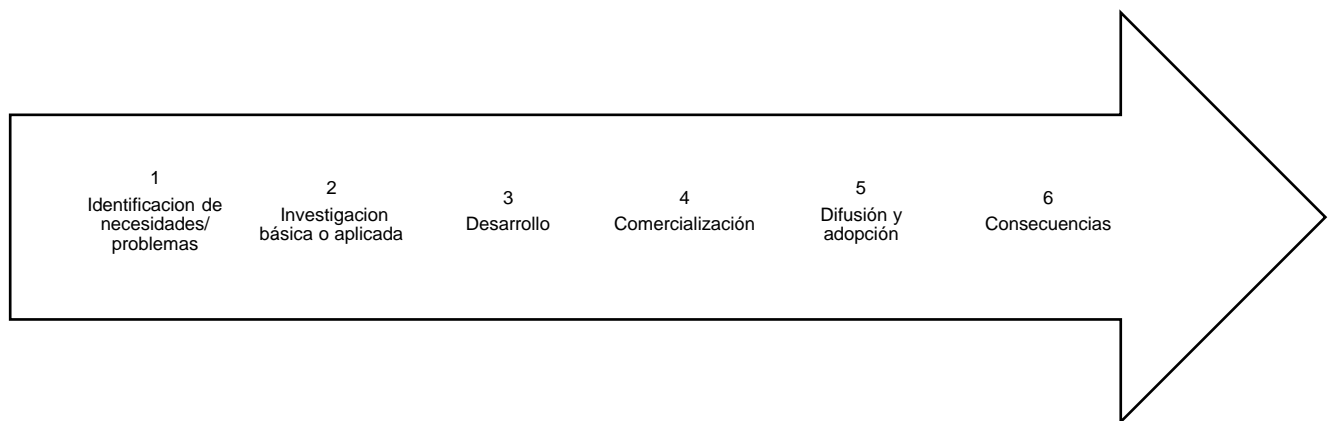 1
Identificacion de
necesidades/
problemas
2
Investigacion
básica o aplicada
3
Desarrollo
4
Comercialización
5
Difusión y
adopción
6
Consecuencias